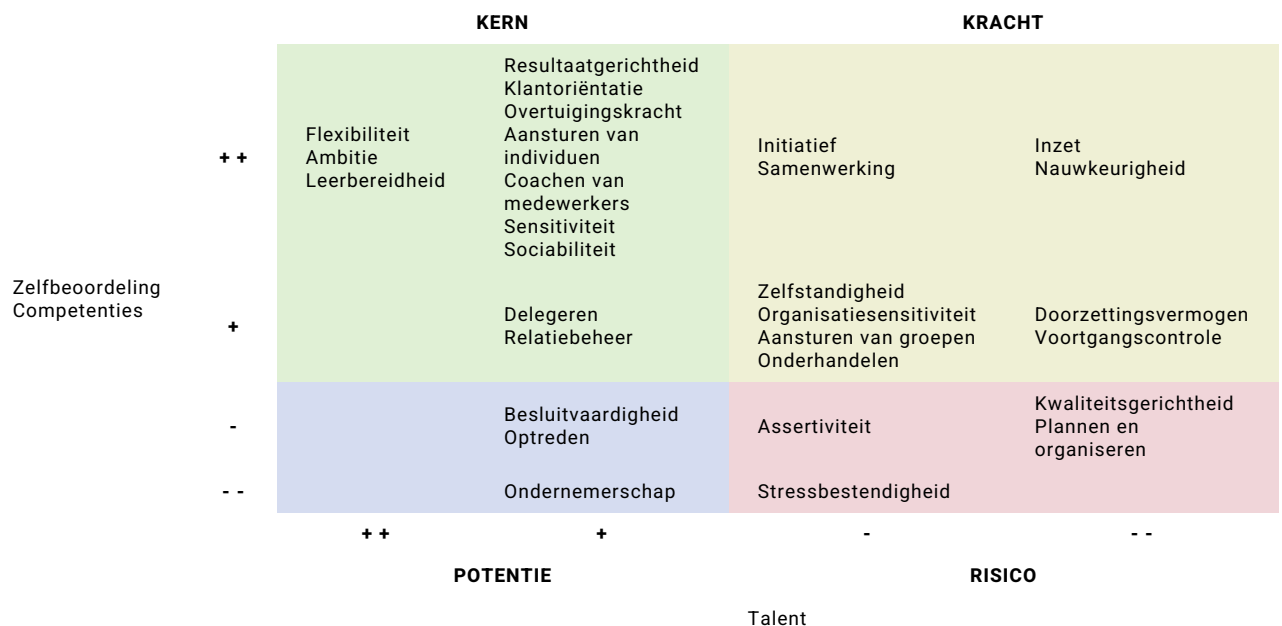 KERN
KRACHT
Zelfbeoordeling
Competenties
+ +
Flexibiliteit
Ambitie
Leerbereidheid
Resultaatgerichtheid
Klantoriëntatie
Overtuigingskracht
Aansturen van
individuen
Coachen van
medewerkers
Sensitiviteit
Sociabiliteit
Initiatief
Samenwerking
Inzet
Nauwkeurigheid
+
Delegeren
Relatiebeheer
Zelfstandigheid
Organisatiesensitiviteit
Aansturen van groepen
Onderhandelen
Doorzettingsvermogen
Voortgangscontrole
-
Besluitvaardigheid
Optreden
Assertiviteit
Kwaliteitsgerichtheid
Plannen en
organiseren
- -
Ondernemerschap
Stressbestendigheid
+ +
+
-
- -
POTENTIE
RISICO
Talent